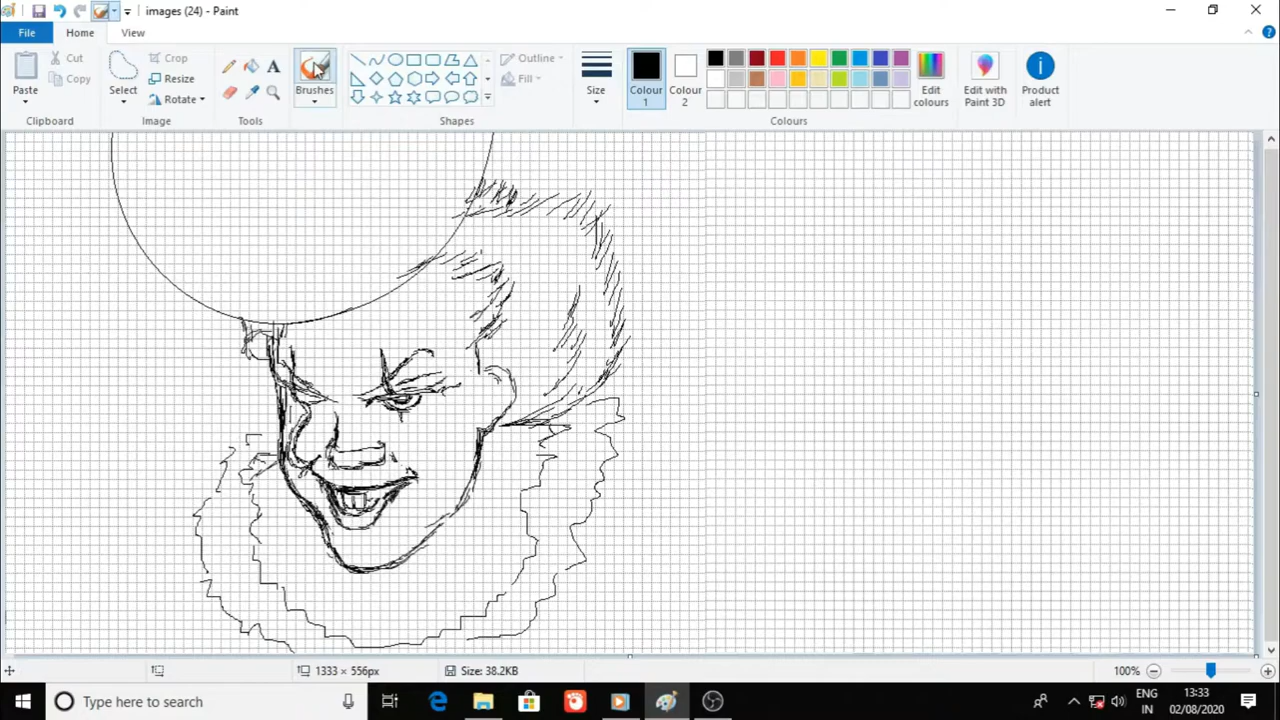 images (24) - Paint
File
Home
View
Paste
Cut
Copy
Clipboard
Select
Crop
Resize
Rotate
Image
A
Tools
Brushes
Outline
Fill
Shapes
Size
Colour 1
Colour 2
Edit colours
Colours
Edit with Paint 3D
Product alert
1333 × 556px
Size: 38.2KB
100%
Type here to search
ENG
IN
13:33
02/08/2020